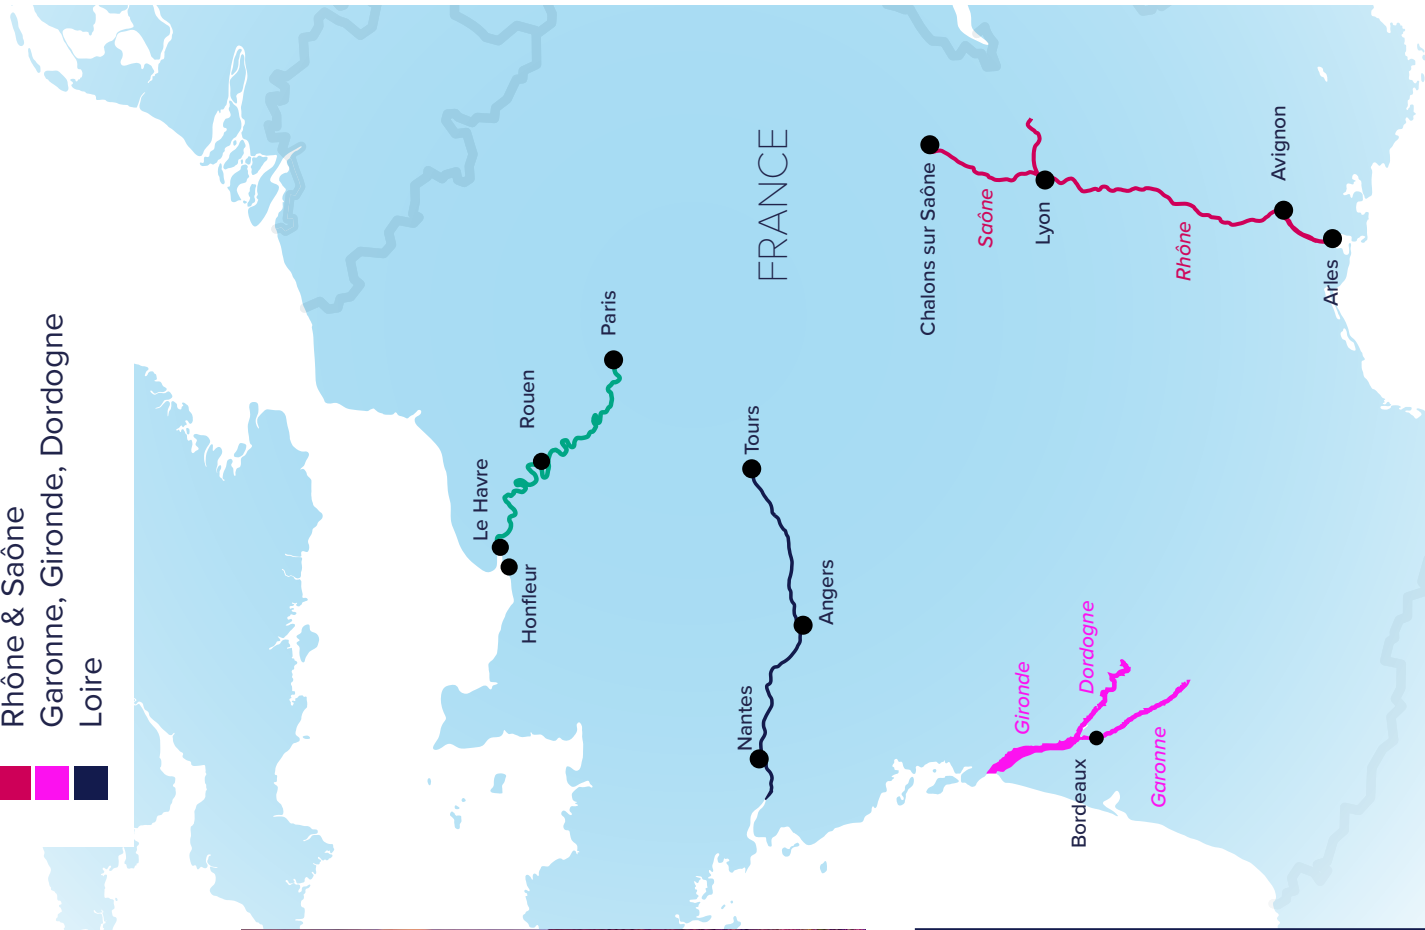 Rhône & Saône
Garonne, Gironde, Dordogne
Loire
Le Havre
Honfleur
Rouen
Paris
FRANCE
Tours
Angers
Nantes
Chalons sur Saône
Saône
Lyon
Rhône
Avignon
Arles
Gironde
Dordogne
Bordeaux
Garonne